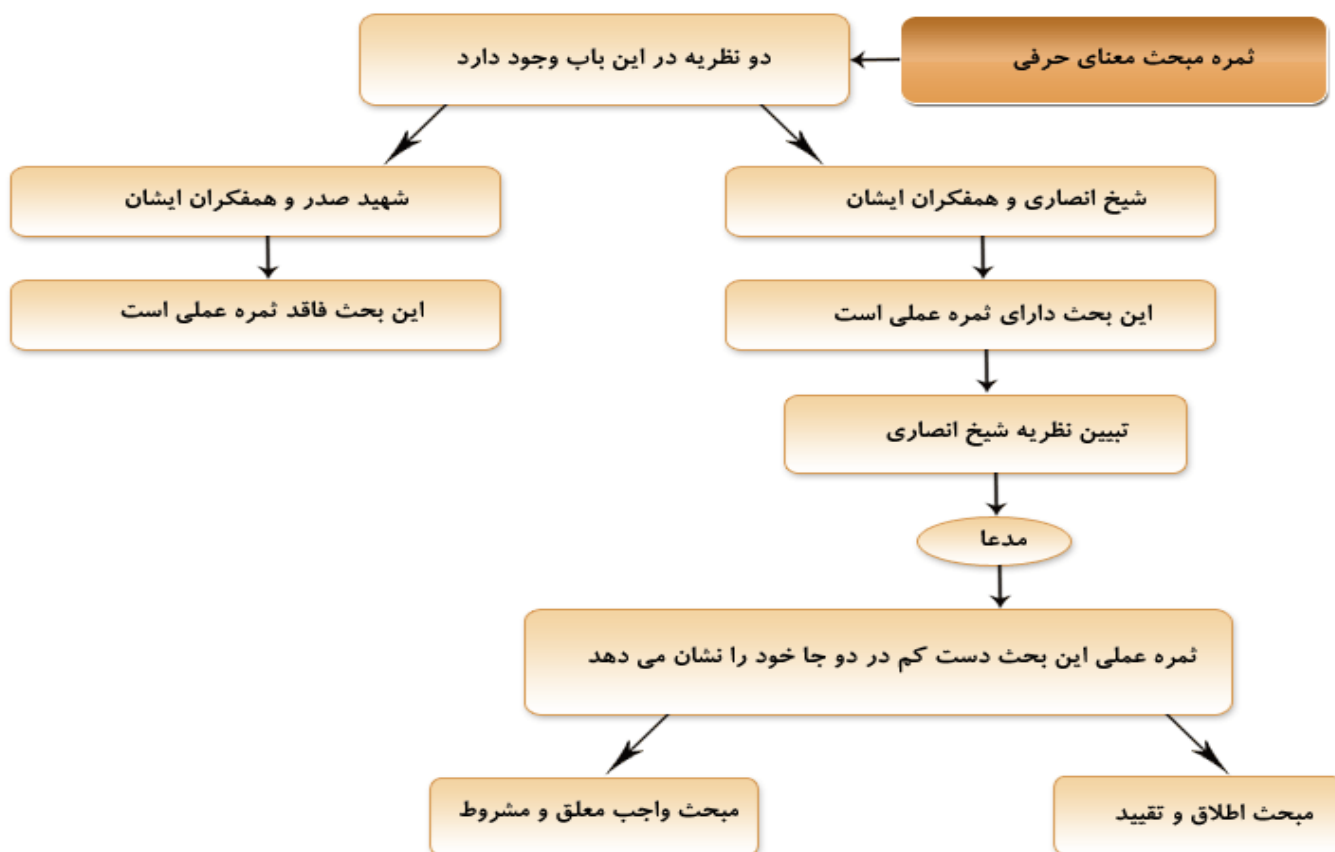 ثمره مبحث معنای حرفی
دو نظریه در این باب وجود دارد
شیخ انصاری و همفکران ایشان
شهید صدر و همفکران ایشان
این بحث دارای ثمره عملی است
این بحث فاقد ثمره عملی است
تبیین نظریه شیخ انصاری
مدعا
ثمره عملی این بحث دست کم در دو جا خود را نشان می دهد
مبحث اطلاق و تقیید
مبحث واجب معلق و مشروط